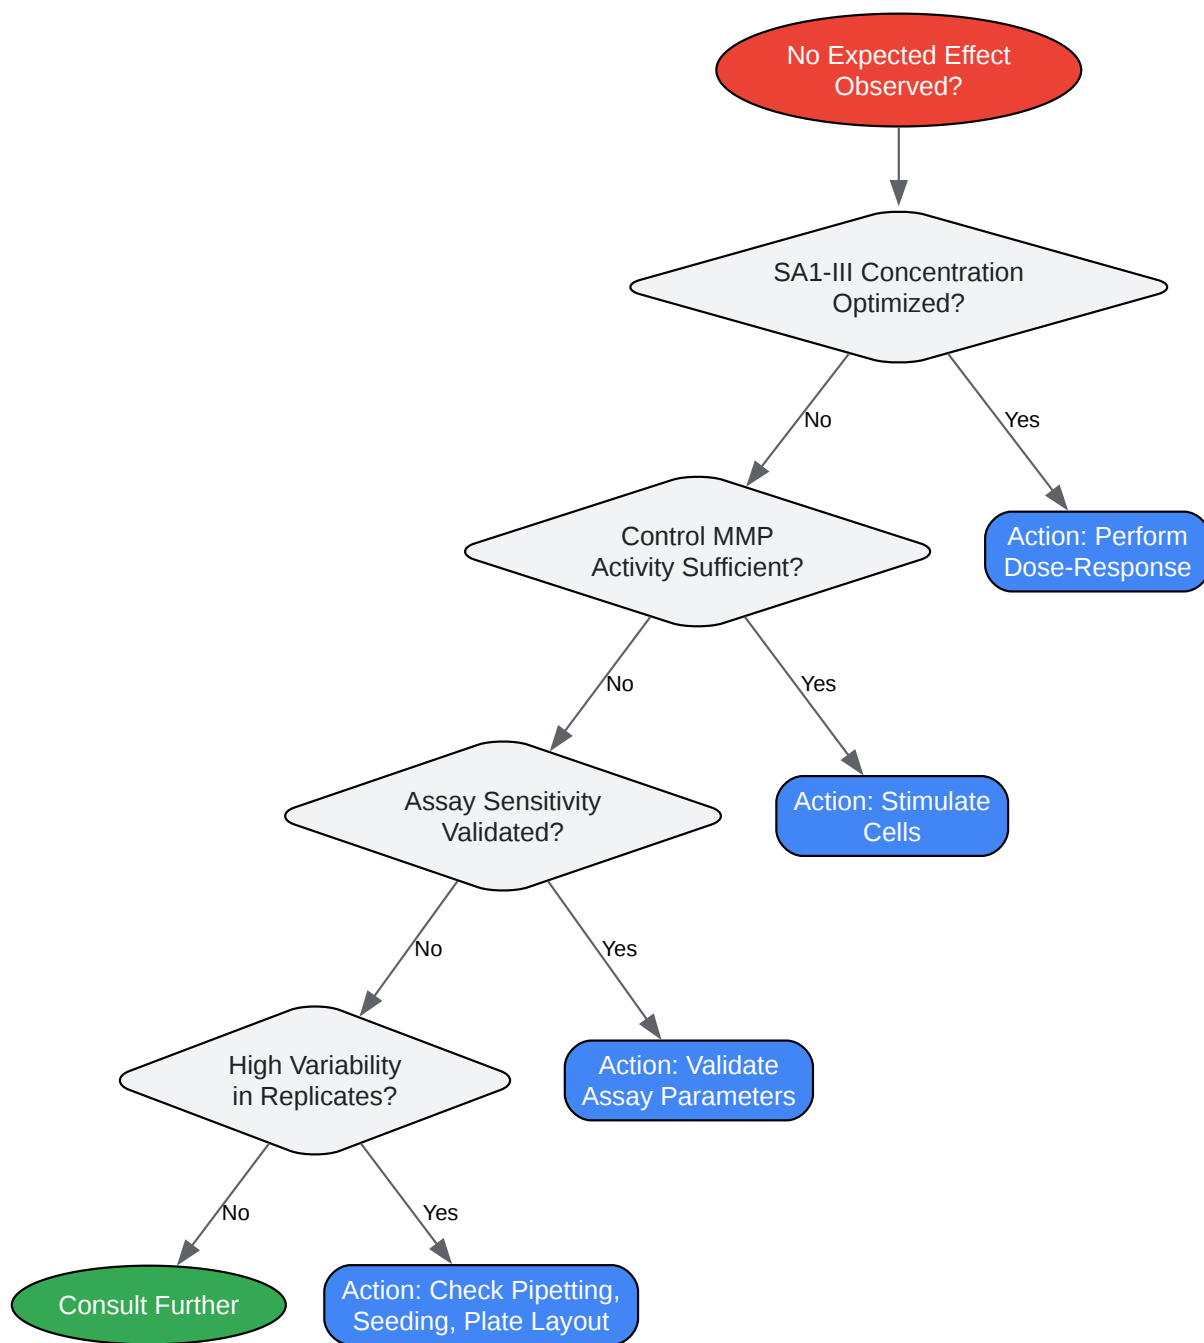 No Expected Effect
Observed?
SA1-III Concentration
Optimized?
No
Yes
Control MMP
Activity Sufficient?
Action: Perform
Dose-Response
No
Yes
Assay Sensitivity
Validated?
Action: Stimulate
Cells
No
Yes
High Variability
in Replicates?
Action: Validate
Assay Parameters
No
Yes
Consult Further
Action: Check Pipetting,
Seeding, Plate Layout